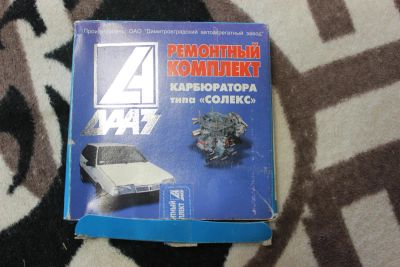 Производитель: ОАО "Димитровградский автоагрегатный завод"
РЕМОНТНЫЙ
КОМПЛЕКТ
КАРБЮРАТОРА
типа «СОЛЕКС»
ДААЗ